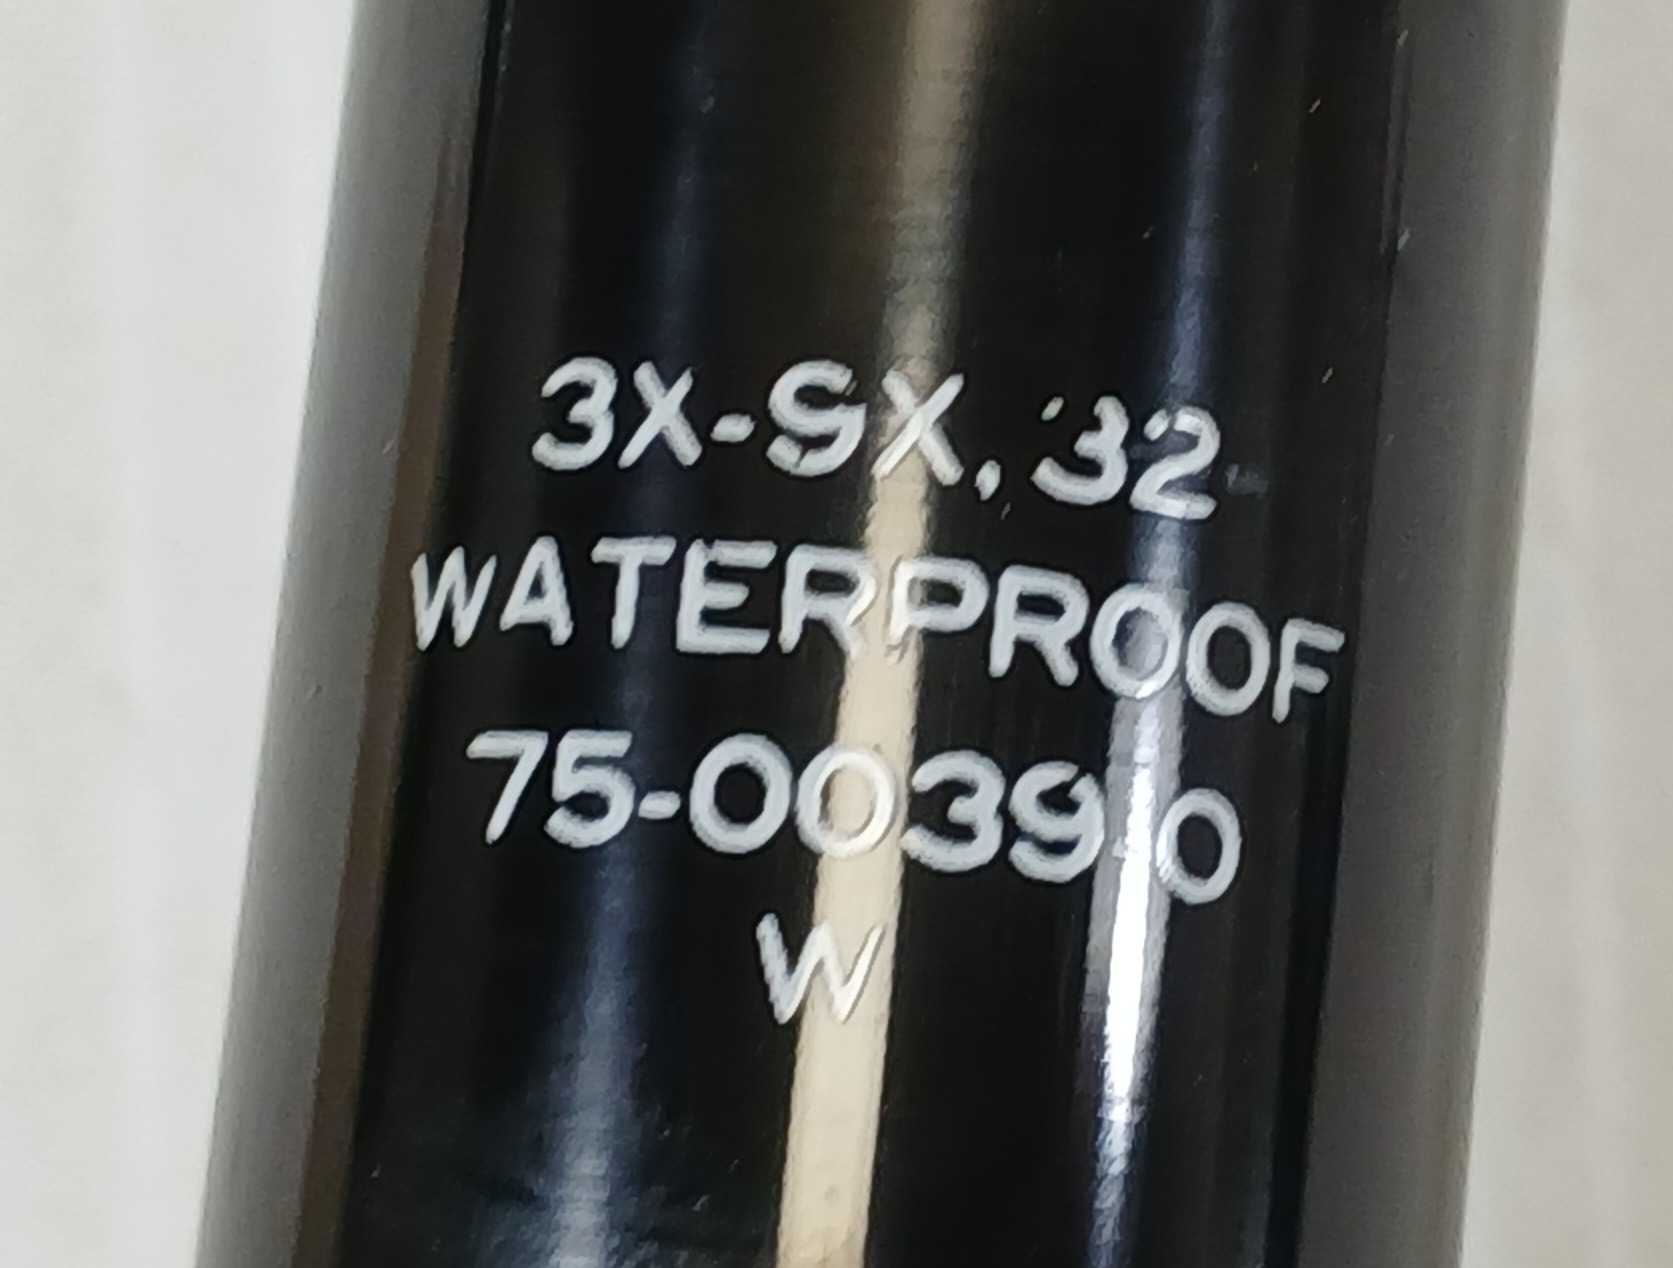 3X-9X, 32
WATERPROOF
75-00390
W